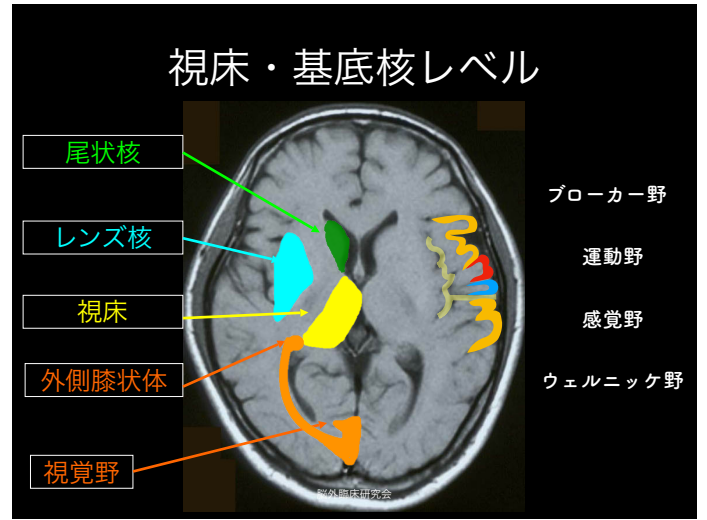 視床・基底核レベル
尾状核
レンズ核
視床
外側膝状体
視覚野
ブローカー野
運動野
感覚野
ウェルニッケ野
脳外臨床研究会